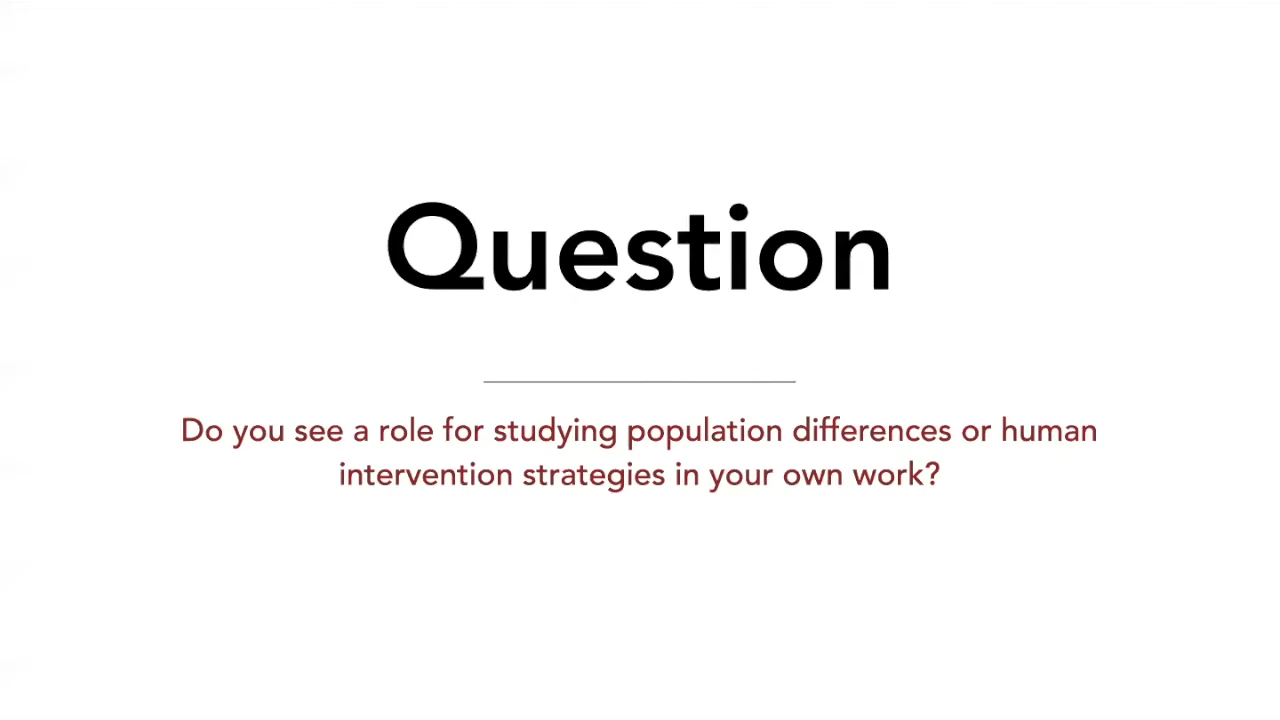 Question
Do you see a role for studying population differences or human
intervention strategies in your own work?